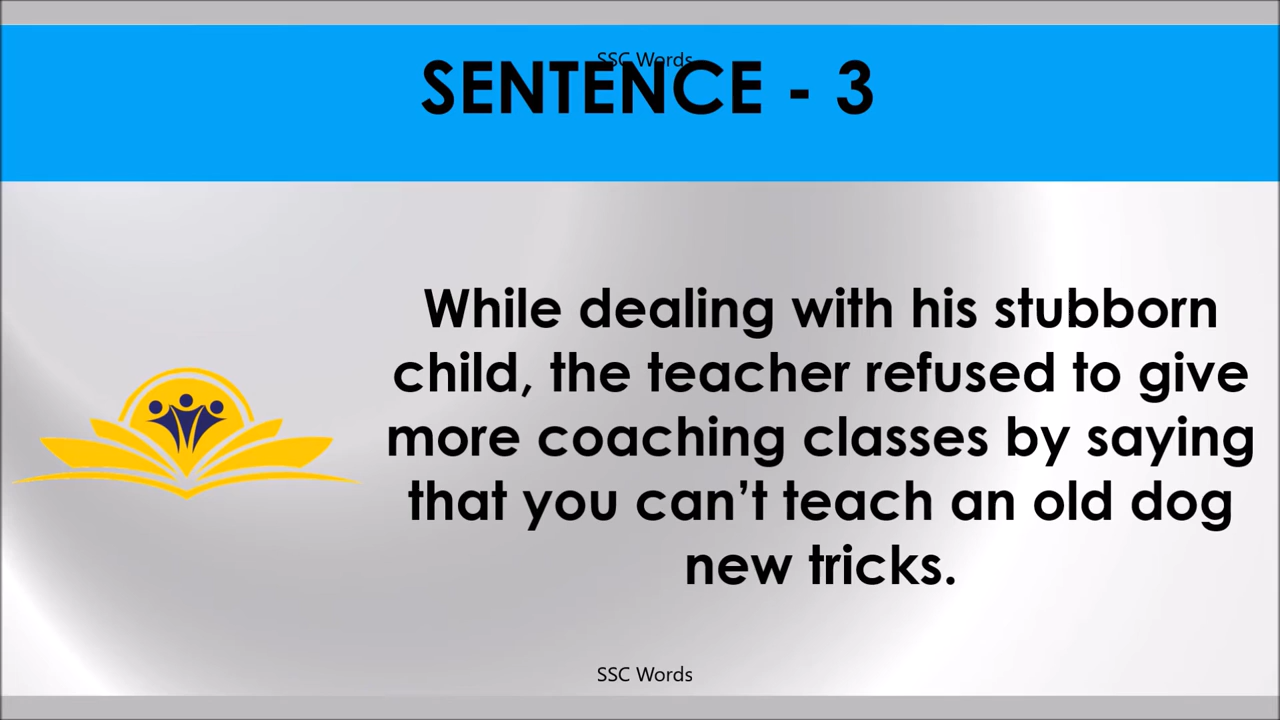 SSC Words
SENTENCE - 3
While dealing with his stubborn
child, the teacher refused to give
more coaching classes by saying
that you can’t teach an old dog
new tricks.
SSC Words